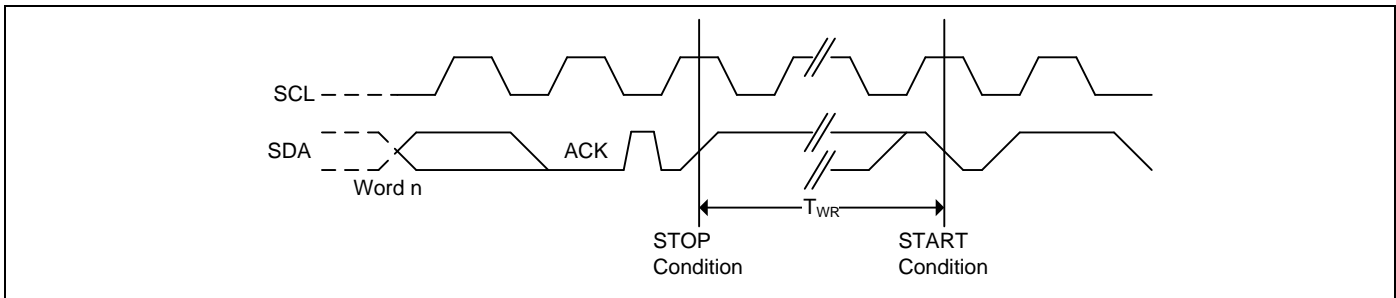 SCL
SDA
ACK
Word n
TWR
STOP
Condition
START
Condition